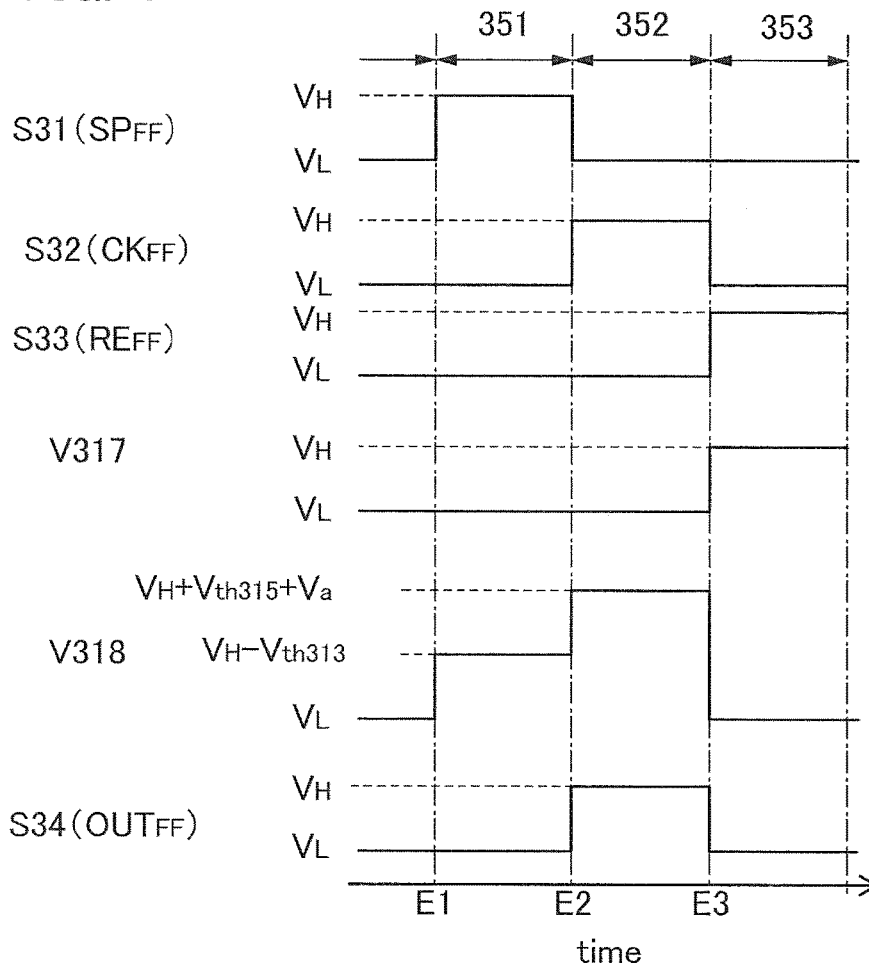 351 352 353
S31(SPFF) VH
VL
S32(CKFF) VH
VL
S33(REFF) VH
VL
V317 VH
VL
VH+Vth315+Va
V318 VH−Vth313
VL
S34(OUTFF) VH
VL
E1 E2 E3
time